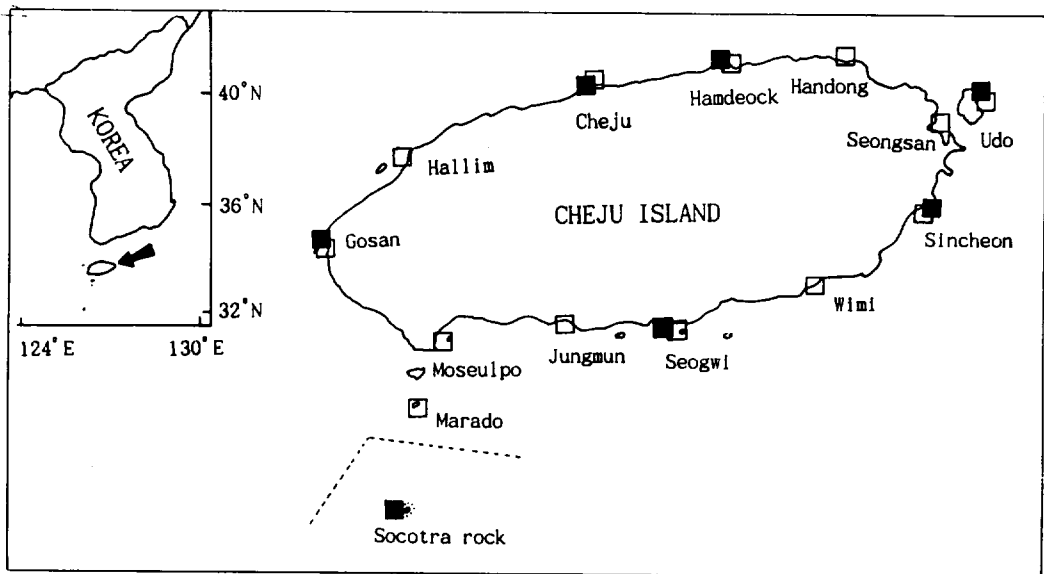 KOREA
40°N
36°N
32°N
124°E
130°E
Cheju
Hamdeock
Handong
Seongsan
Udo
Hallim
CHEJU ISLAND
Gosan
Sincheon
Wimi
Moseulpo
Jungmun
Seogwi
Marado
Socotra rock